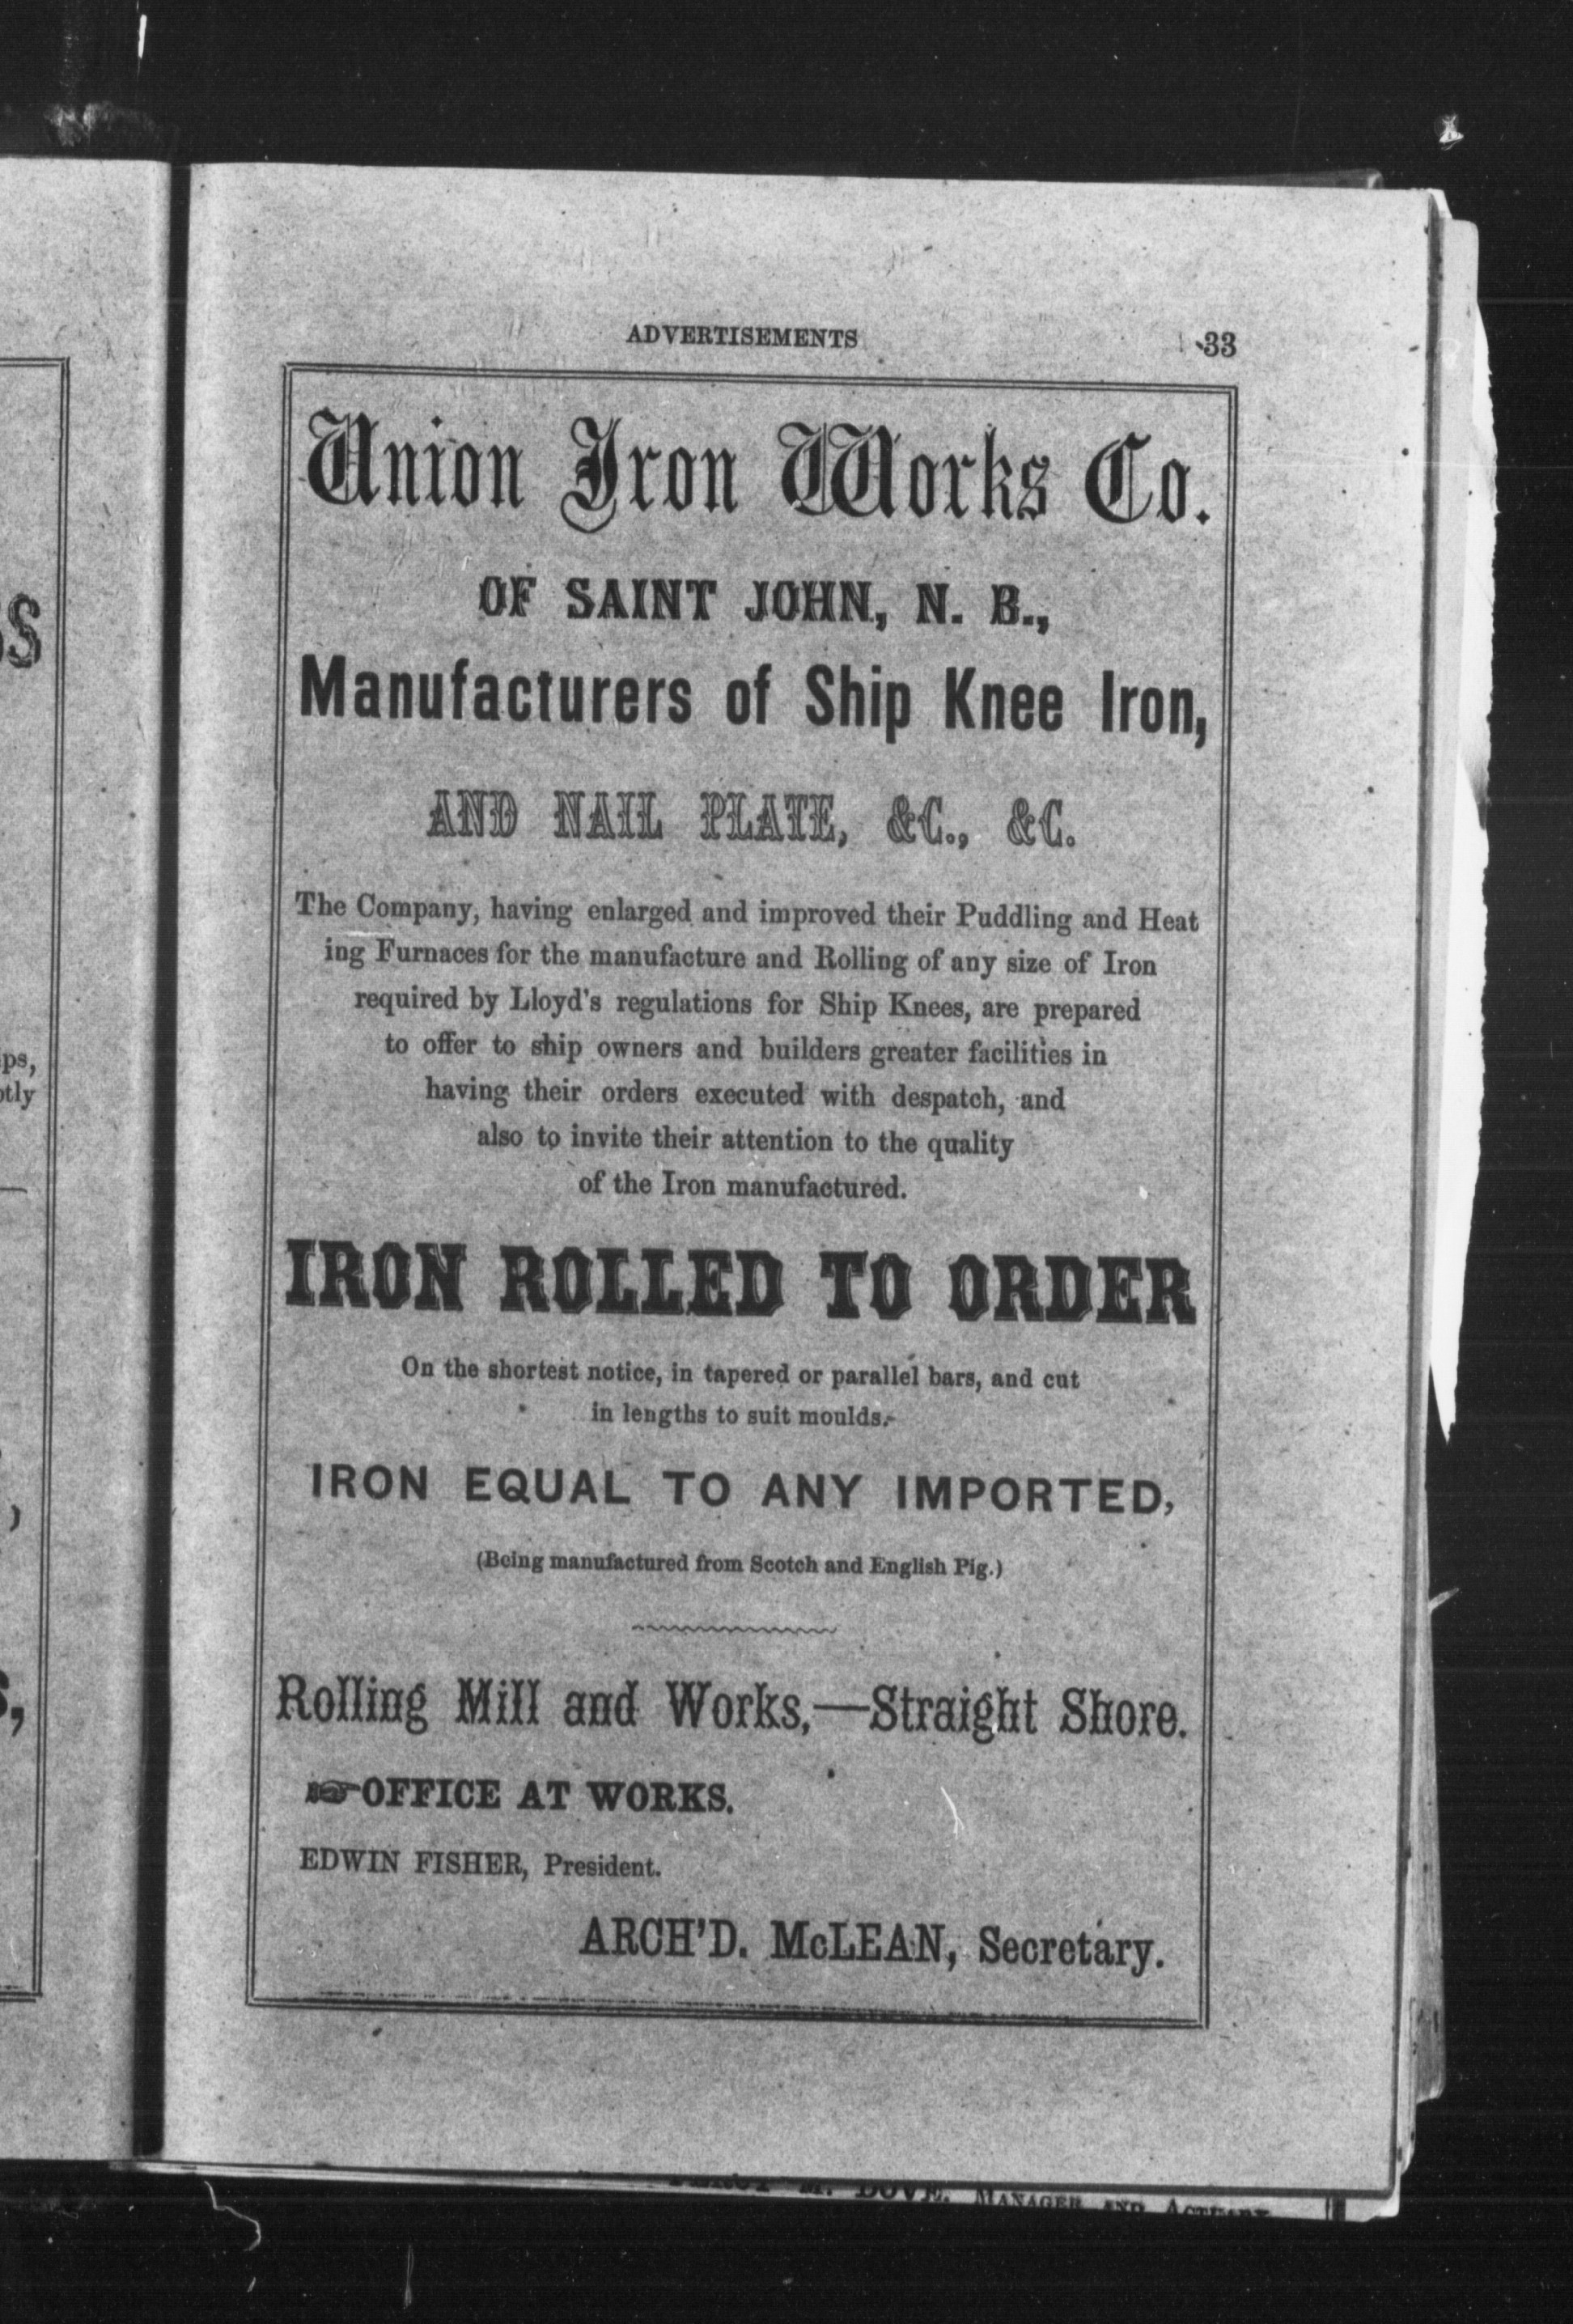 ADVERTISEMENTS 33
Union Iron Works Co.
OF SAINT JOHN, N. B.,
Manufacturers of Ship Knee Iron,
AND NAIL PLATE, &C., &C.
The Company, having enlarged and improved their Puddling and Heat
ing Furnaces for the manufacture and Rolling of any size of Iron
required by Lloyd's regulations for Ship Knees, are prepared
to offer to ship owners and builders greater facilities in
having their orders executed with despatch, and
also to invite their attention to the quality
of the Iron manufactured.
IRON ROLLED TO ORDER
On the shortest notice, in tapered or parallel bars, and cut
in lengths to suit moulds.
IRON EQUAL TO ANY IMPORTED,
(Being manufactured from Scotch and English Pig.)
Rolling Mill and Works,—Straight Shore.
☞OFFICE AT WORKS.
EDWIN FISHER, President.
ARCH'D. McLEAN, Secretary.
M. DOVE, MANAGER AND ACTUARY